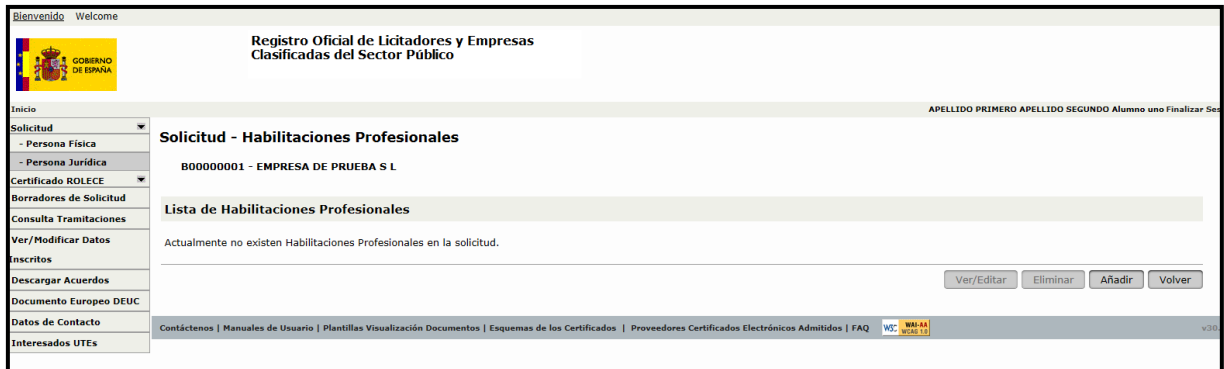 Bienvenido Welcome
GOBIERNO
DE ESPAÑA
Registro Oficial de Licitadores y Empresas
Clasificadas del Sector Público
Inicio
APELLIDO PRIMERO APELLIDO SEGUNDO Alumno uno Finalizar Ses
Solicitud
- Persona Física
- Persona Jurídica
Certificado ROLECE
Borradores de Solicitud
Consulta Tramitaciones
Ver/Modificar Datos
Inscritos
Descargar Acuerdos
Documento Europeo DEUC
Datos de Contacto
Interesados UTEs
Solicitud - Habilitaciones Profesionales
B00000001 - EMPRESA DE PRUEBA S L
Lista de Habilitaciones Profesionales
Actualmente no existen Habilitaciones Profesionales en la solicitud.
Ver/Editar Eliminar Añadir Volver
Contáctenos | Manuales de Usuario | Plantillas Visualización Documentos | Esquemas de los Certificados | Proveedores Certificados Electrónicos Admitidos | FAQ
W3C WAI-AA
WCAG 1.0
v30.